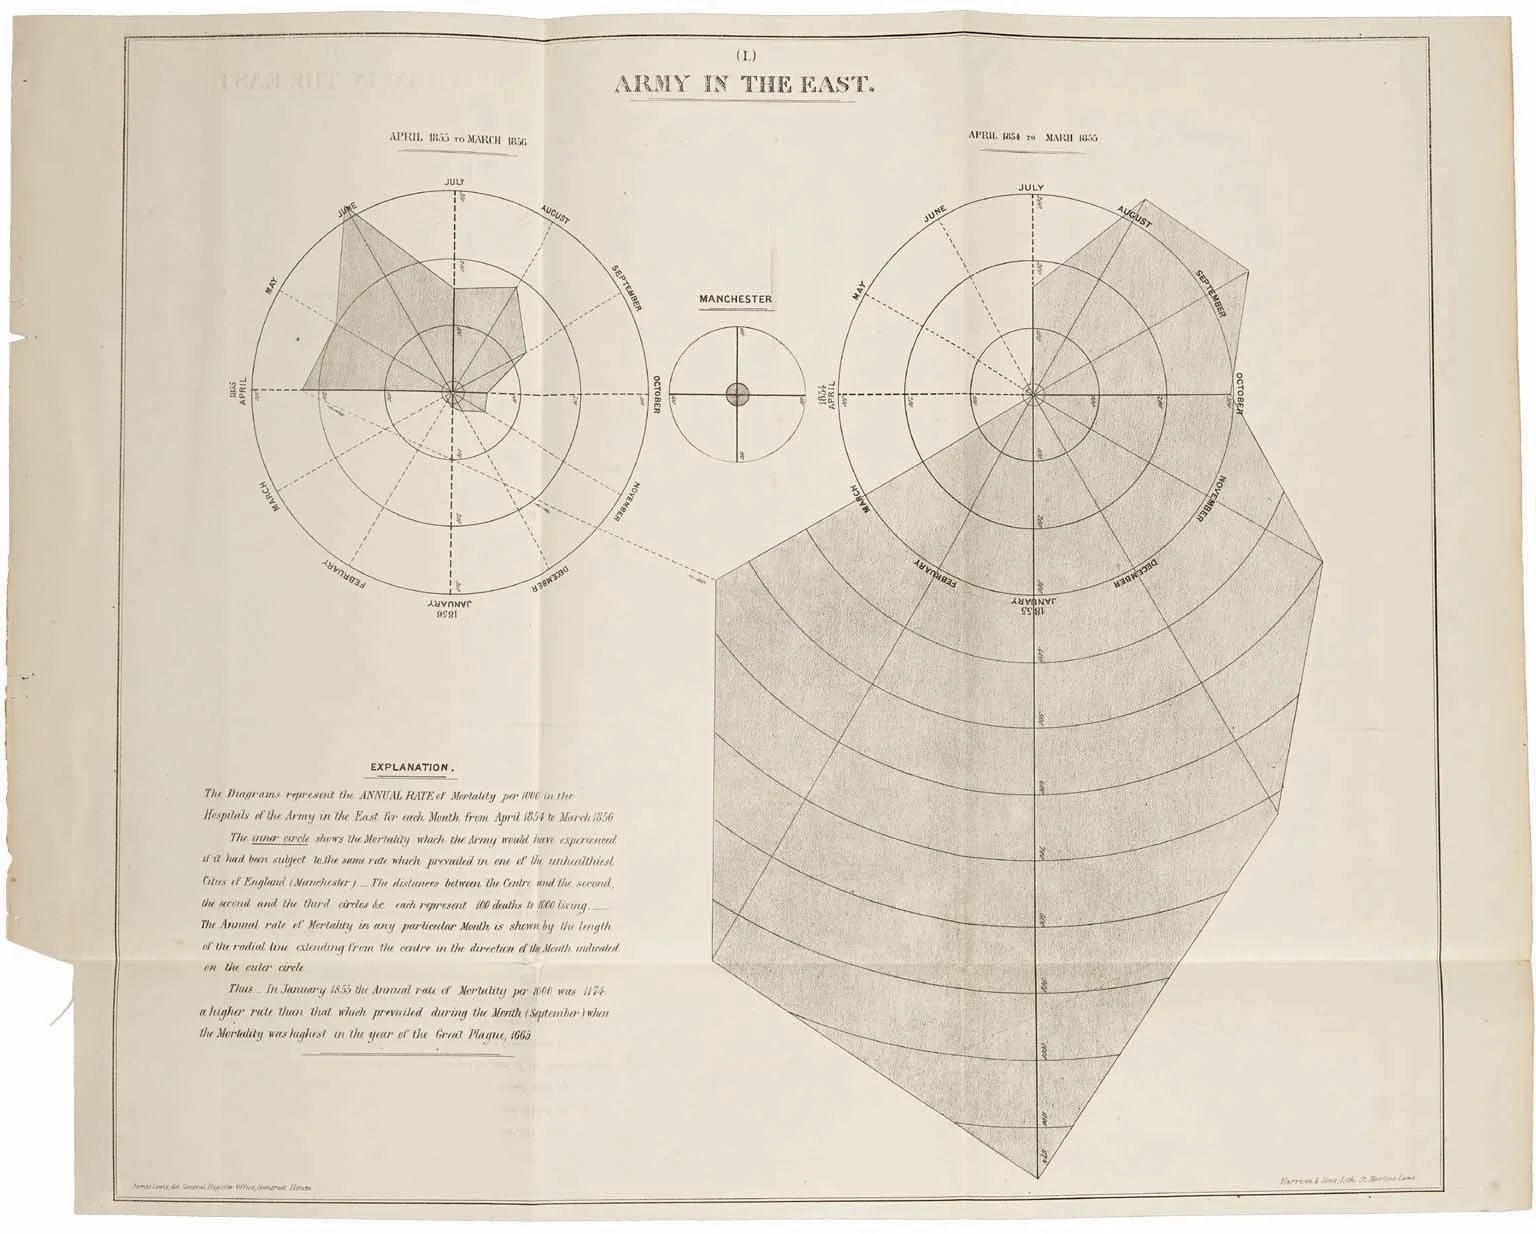 (I.)
ARMY IN THE EAST.
APRIL 1855 TO MARCH 1856
JULY
AUGUST
SEPTEMBER
OCTOBER
NOVEMBER
DECEMBER
JANUARY
1856
FEBRUARY
MARCH
1855
APRIL
MAY
JUNE
MANCHESTER
APRIL 1854 TO MARH 1855
JULY
AUGUST
SEPTEMBER
OCTOBER
NOVEMBER
DECEMBER
JANUARY
1855
FEBRUARY
MARCH
1854
APRIL
MAY
JUNE
EXPLANATION.
The Diagrams represent the ANNUAL RATE of Mortality per 1000 in the
Hospitals of the Army in the East for each Month from April 1854 to March 1856
The inner circle shows the Mortality which the Army would have experienced
if it had been subject to the same rate which prevailed in one of the unhealthiest
Cities of England (Manchester) _ The distances between the Centre and the second,
the second and the third circles &c each represent 100 deaths to 1000 living.__
The Annual rate of Mortality in any particular Month is shown by the length
of the radial line extending from the centre in the direction of the Month indicated
on the outer circle
Thus _ In January 1855 the Annual rate of Mortality per 1000 was 1174.
a higher rate than that which prevailed during the Month (September) when
the Mortality was highest in the year of the Great Plague, 1665
James Lewis, del. General Register Office, Somerset House
Harrison & Sons, Lith. St. Martins Lane